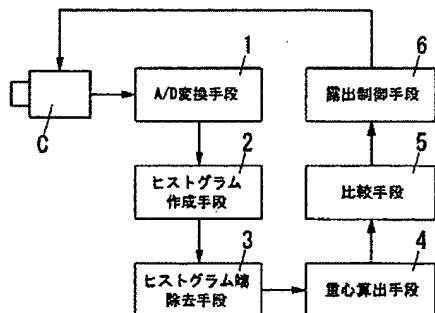 1
6
A/D変換手段
露出制御手段
C
2
5
ヒストグラム
作成手段
比較手段
3
4
ヒストグラム端
除去手段
重心算出手段